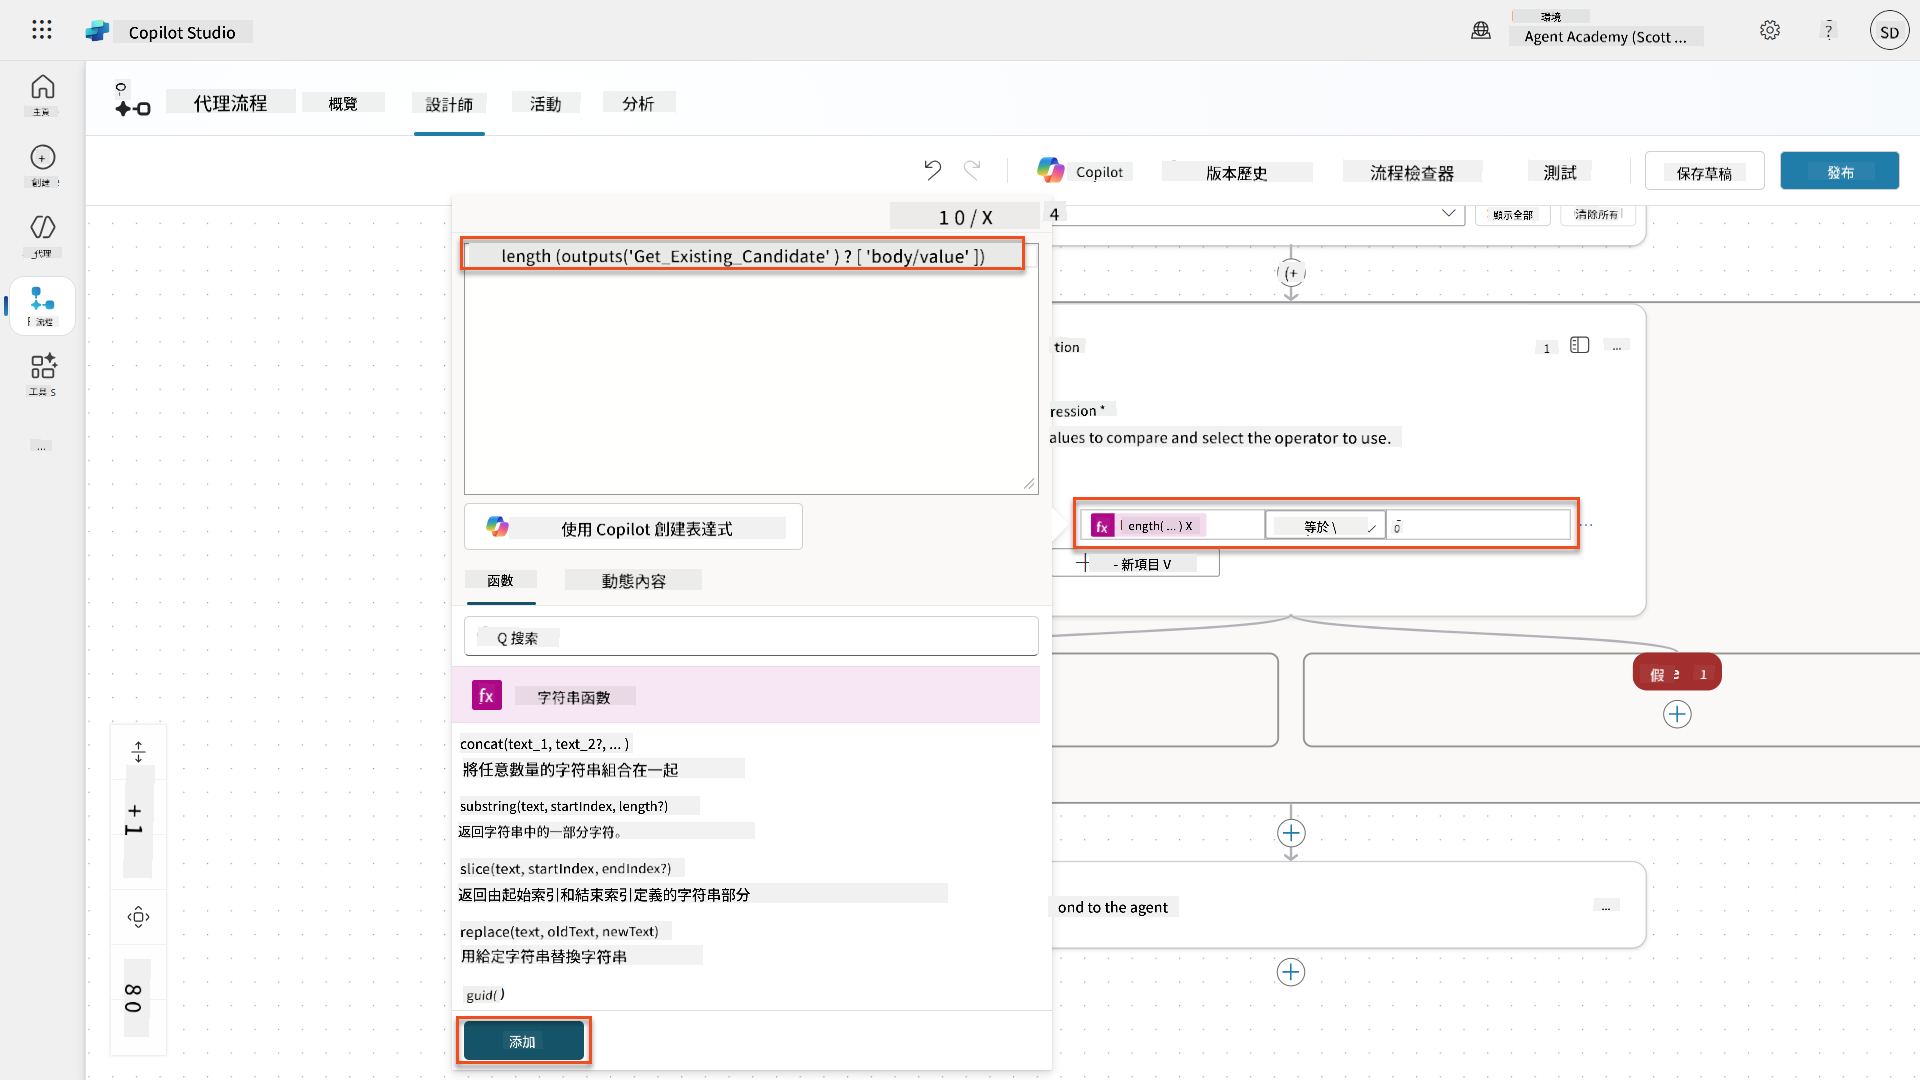 Copilot Studio
環境
Agent Academy (Scott ...
?
SD
主頁
創建
代理
流程
工具 S
...
代理流程
概覽
設計師
活動
分析
Copilot
版本歷史
流程檢查器
測試
保存草稿
發布
10/X
4
顯示全部
清除所有
length (outputs('Get_Existing_Candidate' ) ? [ 'body/value' ])
(+
tion
1
...
ression *
alues to compare and select the operator to use.
fx
ength( ... ) X
等於 \
0
...
使用 Copilot 創建表達式
- 新項目 V
函數
動態內容
Q 搜索
fx
字符串函數
假 e
1
concat(text_1, text_2?, ... )
將任意數量的字符串組合在一起
substring(text, startIndex, length?)
返回字符串中的一部分字符。
slice(text, startIndex, endIndex?)
返回由起始索引和結束索引定義的字符串部分
replace(text, oldText, newText)
用給定字符串替換字符串
guid()
ond to the agent
...
添加
+ 1
80